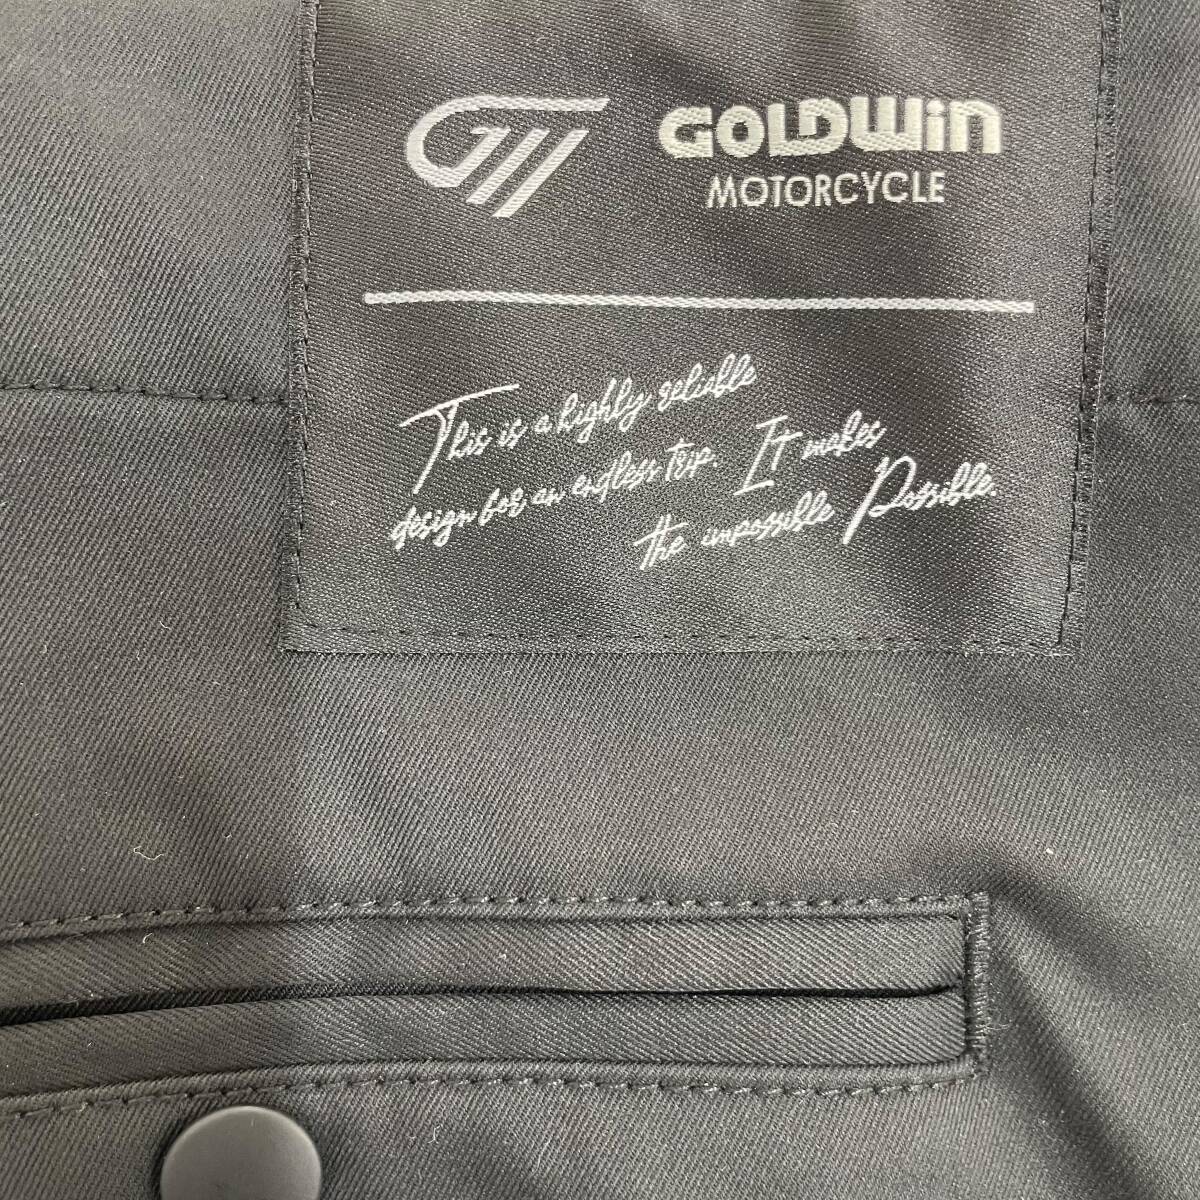 GOLDWIN
MOTORCYCLE
This is a highly reliable
design for an endless trip. It makes
the impossible Possible.